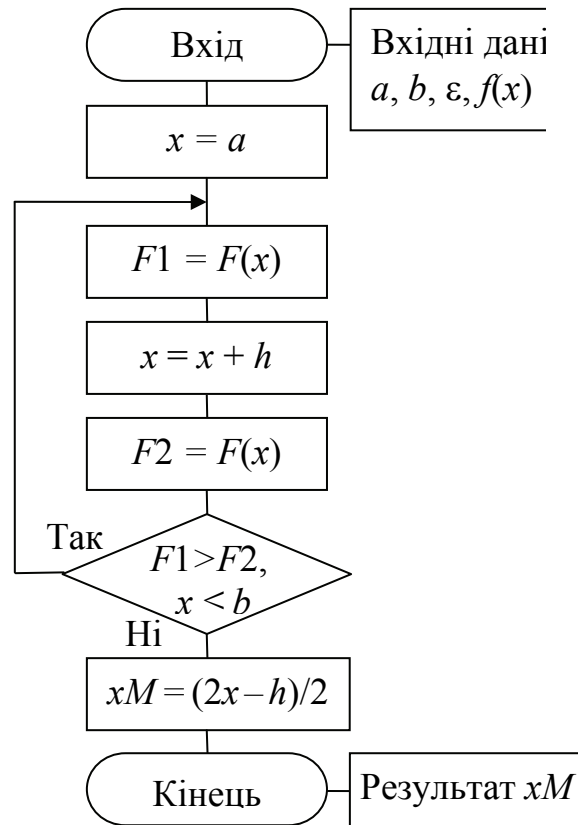 Вхід
Вхідні дані
a, b, ε, f(x)
x = a
F1 = F(x)
x = x + h
F2 = F(x)
Так
F1>F2,
x < b
Ні
xM = (2x – h)/2
Кінець
Результат xM